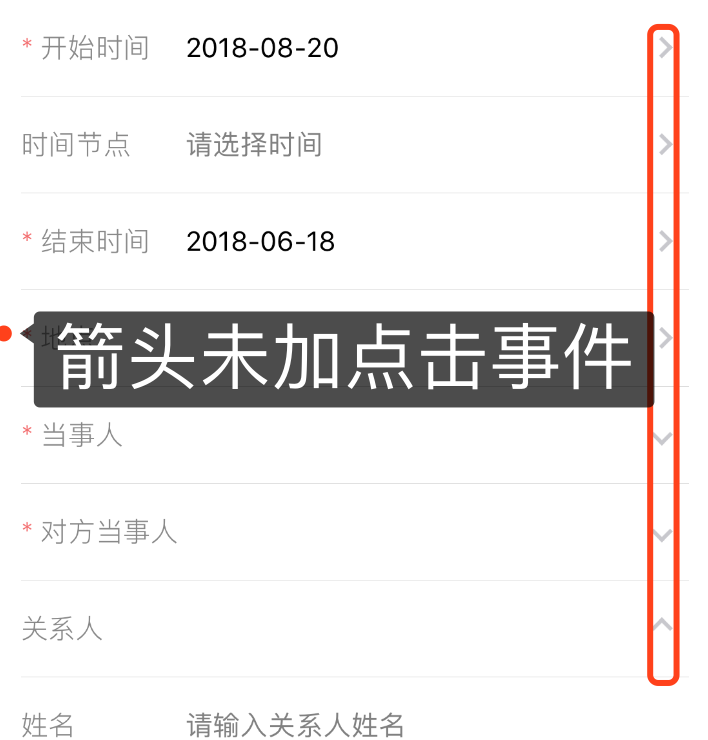 * 开始时间 2018-08-20
时间节点 请选择时间
* 结束时间 2018-06-18
箭头未加点击事件
* 当事人
* 对方当事人
关系人
姓名 请输入关系人姓名